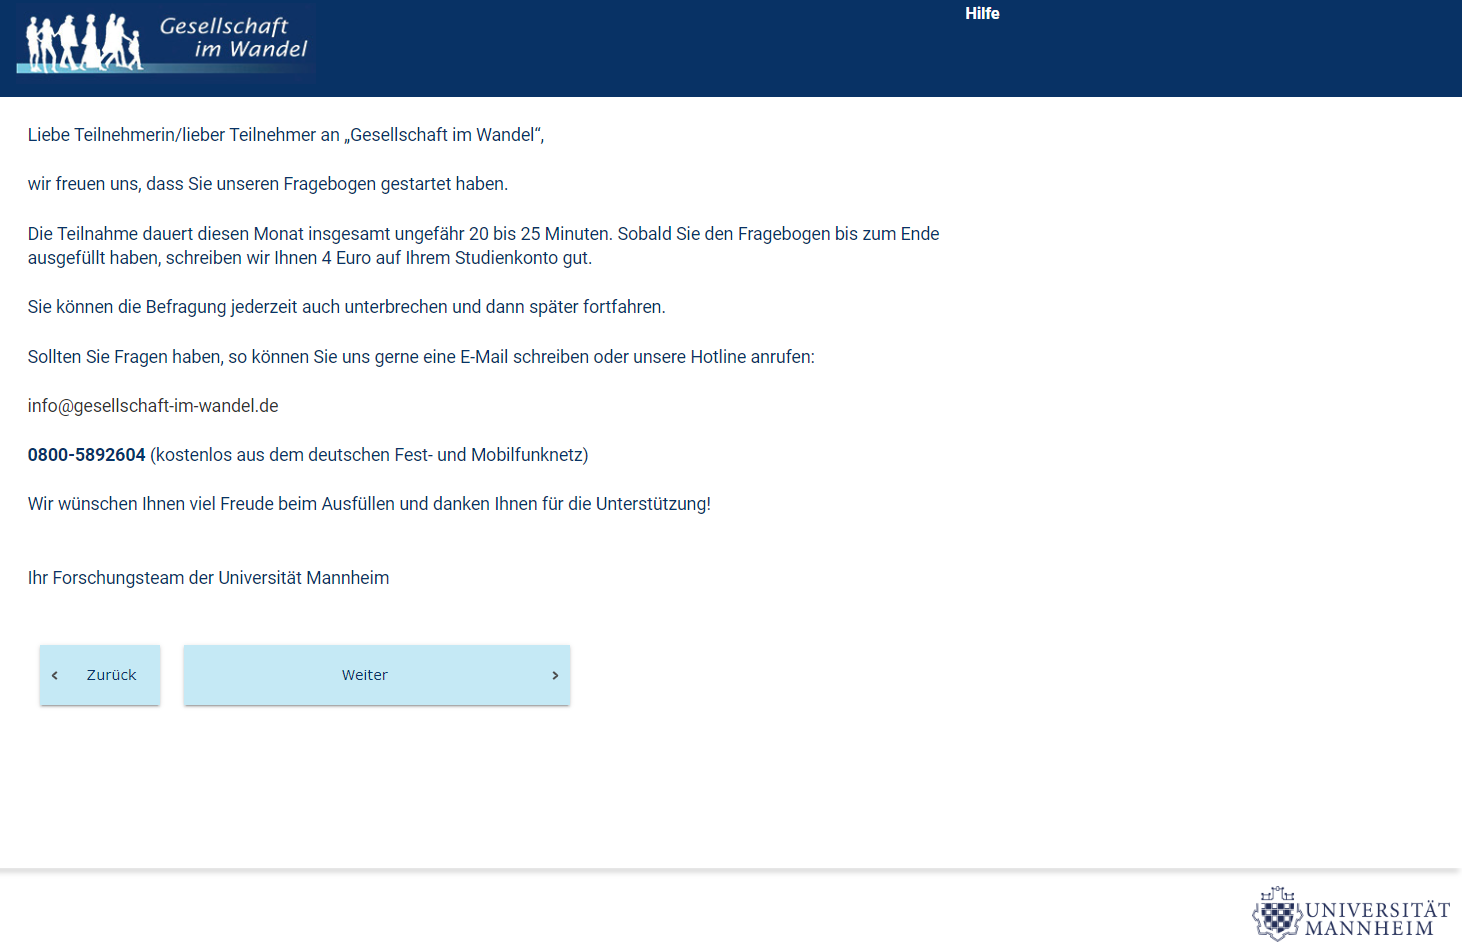 Gesellschaft
im Wandel
Hilfe
Liebe Teilnehmerin/lieber Teilnehmer an „Gesellschaft im Wandel“,
wir freuen uns, dass Sie unseren Fragebogen gestartet haben.
Die Teilnahme dauert diesen Monat insgesamt ungefähr 20 bis 25 Minuten. Sobald Sie den Fragebogen bis zum Ende
ausgefüllt haben, schreiben wir Ihnen 4 Euro auf Ihrem Studienkonto gut.
Sie können die Befragung jederzeit auch unterbrechen und dann später fortfahren.
Sollten Sie Fragen haben, so können Sie uns gerne eine E-Mail schreiben oder unsere Hotline anrufen:
info@gesellschaft-im-wandel.de
0800-5892604 (kostenlos aus dem deutschen Fest- und Mobilfunknetz)
Wir wünschen Ihnen viel Freude beim Ausfüllen und danken Ihnen für die Unterstützung!
Ihr Forschungsteam der Universität Mannheim
‹ Zurück
Weiter ›
UNIVERSITÄT
MANNHEIM